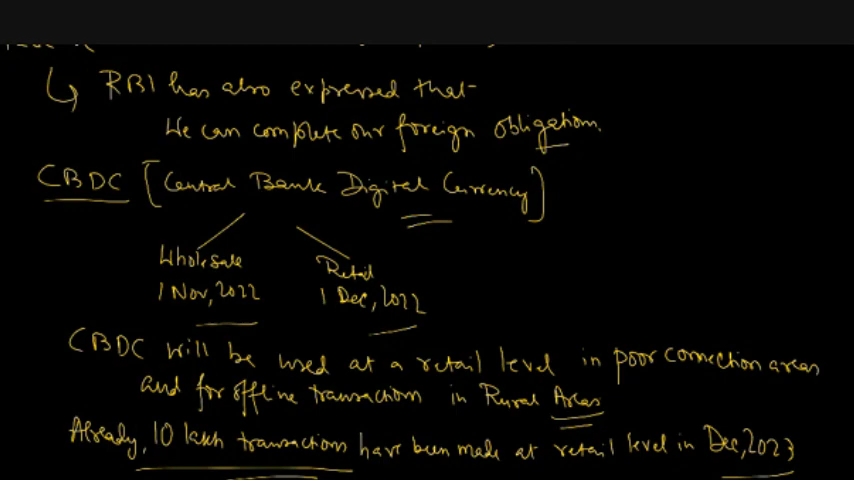 RBI has also expressed that
We can complete our foreign obligation.
CBDC [Central Bank Digital Currency]
Wholesale Retail
1 Nov, 2022 1 Dec, 2022
CBDC will be used at a retail level in poor connection areas
and for offline transactions in Rural Areas
Already, 10 lakh transactions have been made at retail level in Dec, 2023